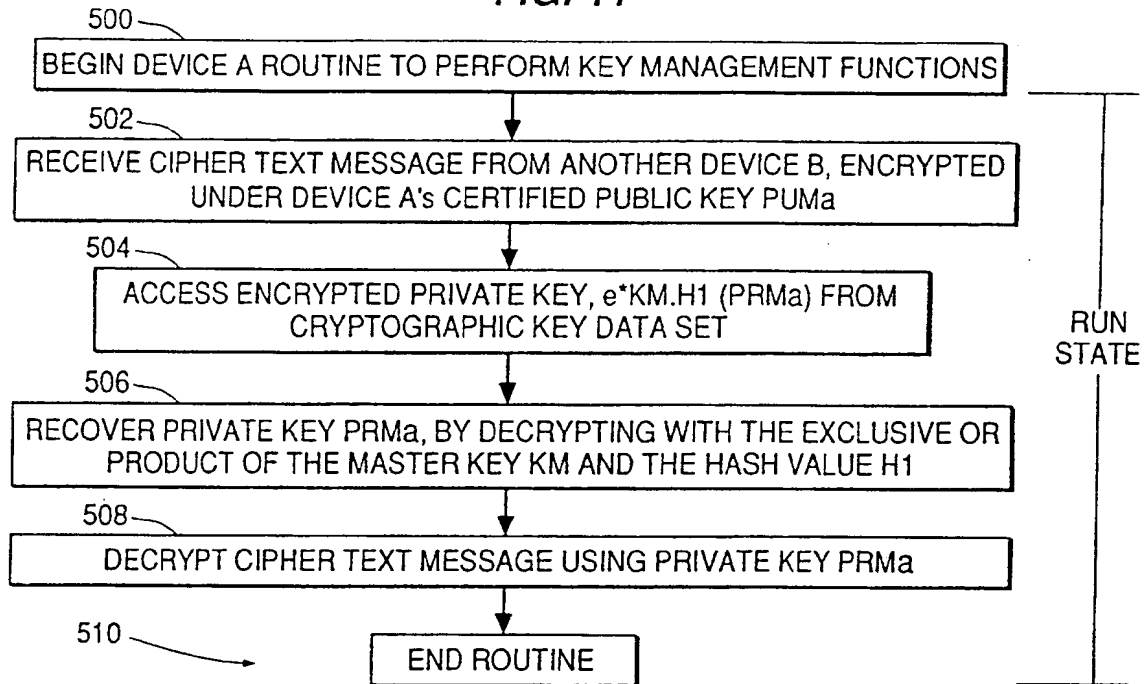 500
BEGIN DEVICE A ROUTINE TO PERFORM KEY MANAGEMENT FUNCTIONS
502
RECEIVE CIPHER TEXT MESSAGE FROM ANOTHER DEVICE B, ENCRYPTED
UNDER DEVICE A's CERTIFIED PUBLIC KEY PUMa
504
ACCESS ENCRYPTED PRIVATE KEY, e*KM.H1 (PRMa) FROM
CRYPTOGRAPHIC KEY DATA SET
RUN
STATE
506
RECOVER PRIVATE KEY PRMa, BY DECRYPTING WITH THE EXCLUSIVE OR
PRODUCT OF THE MASTER KEY KM AND THE HASH VALUE H1
508
DECRYPT CIPHER TEXT MESSAGE USING PRIVATE KEY PRMa
510
END ROUTINE